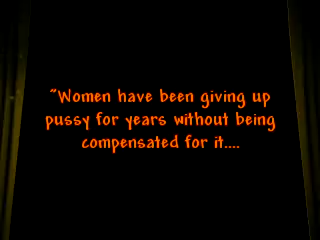 "Women have been giving up
pussy for years without being
compensated for it....